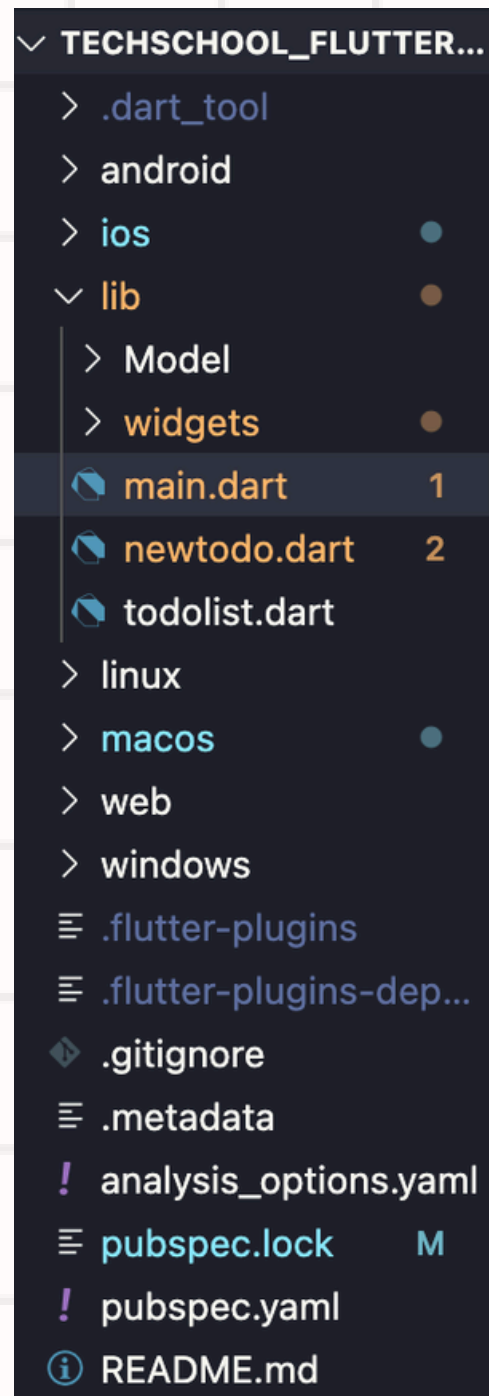 TECHSCHOOL_FLUTTER...
.dart_tool
android
ios
lib
Model
widgets
main.dart 1
newtodo.dart 2
todolist.dart
linux
macos
web
windows
.flutter-plugins
.flutter-plugins-dep...
.gitignore
.metadata
! analysis_options.yaml
pubspec.lock M
! pubspec.yaml
README.md